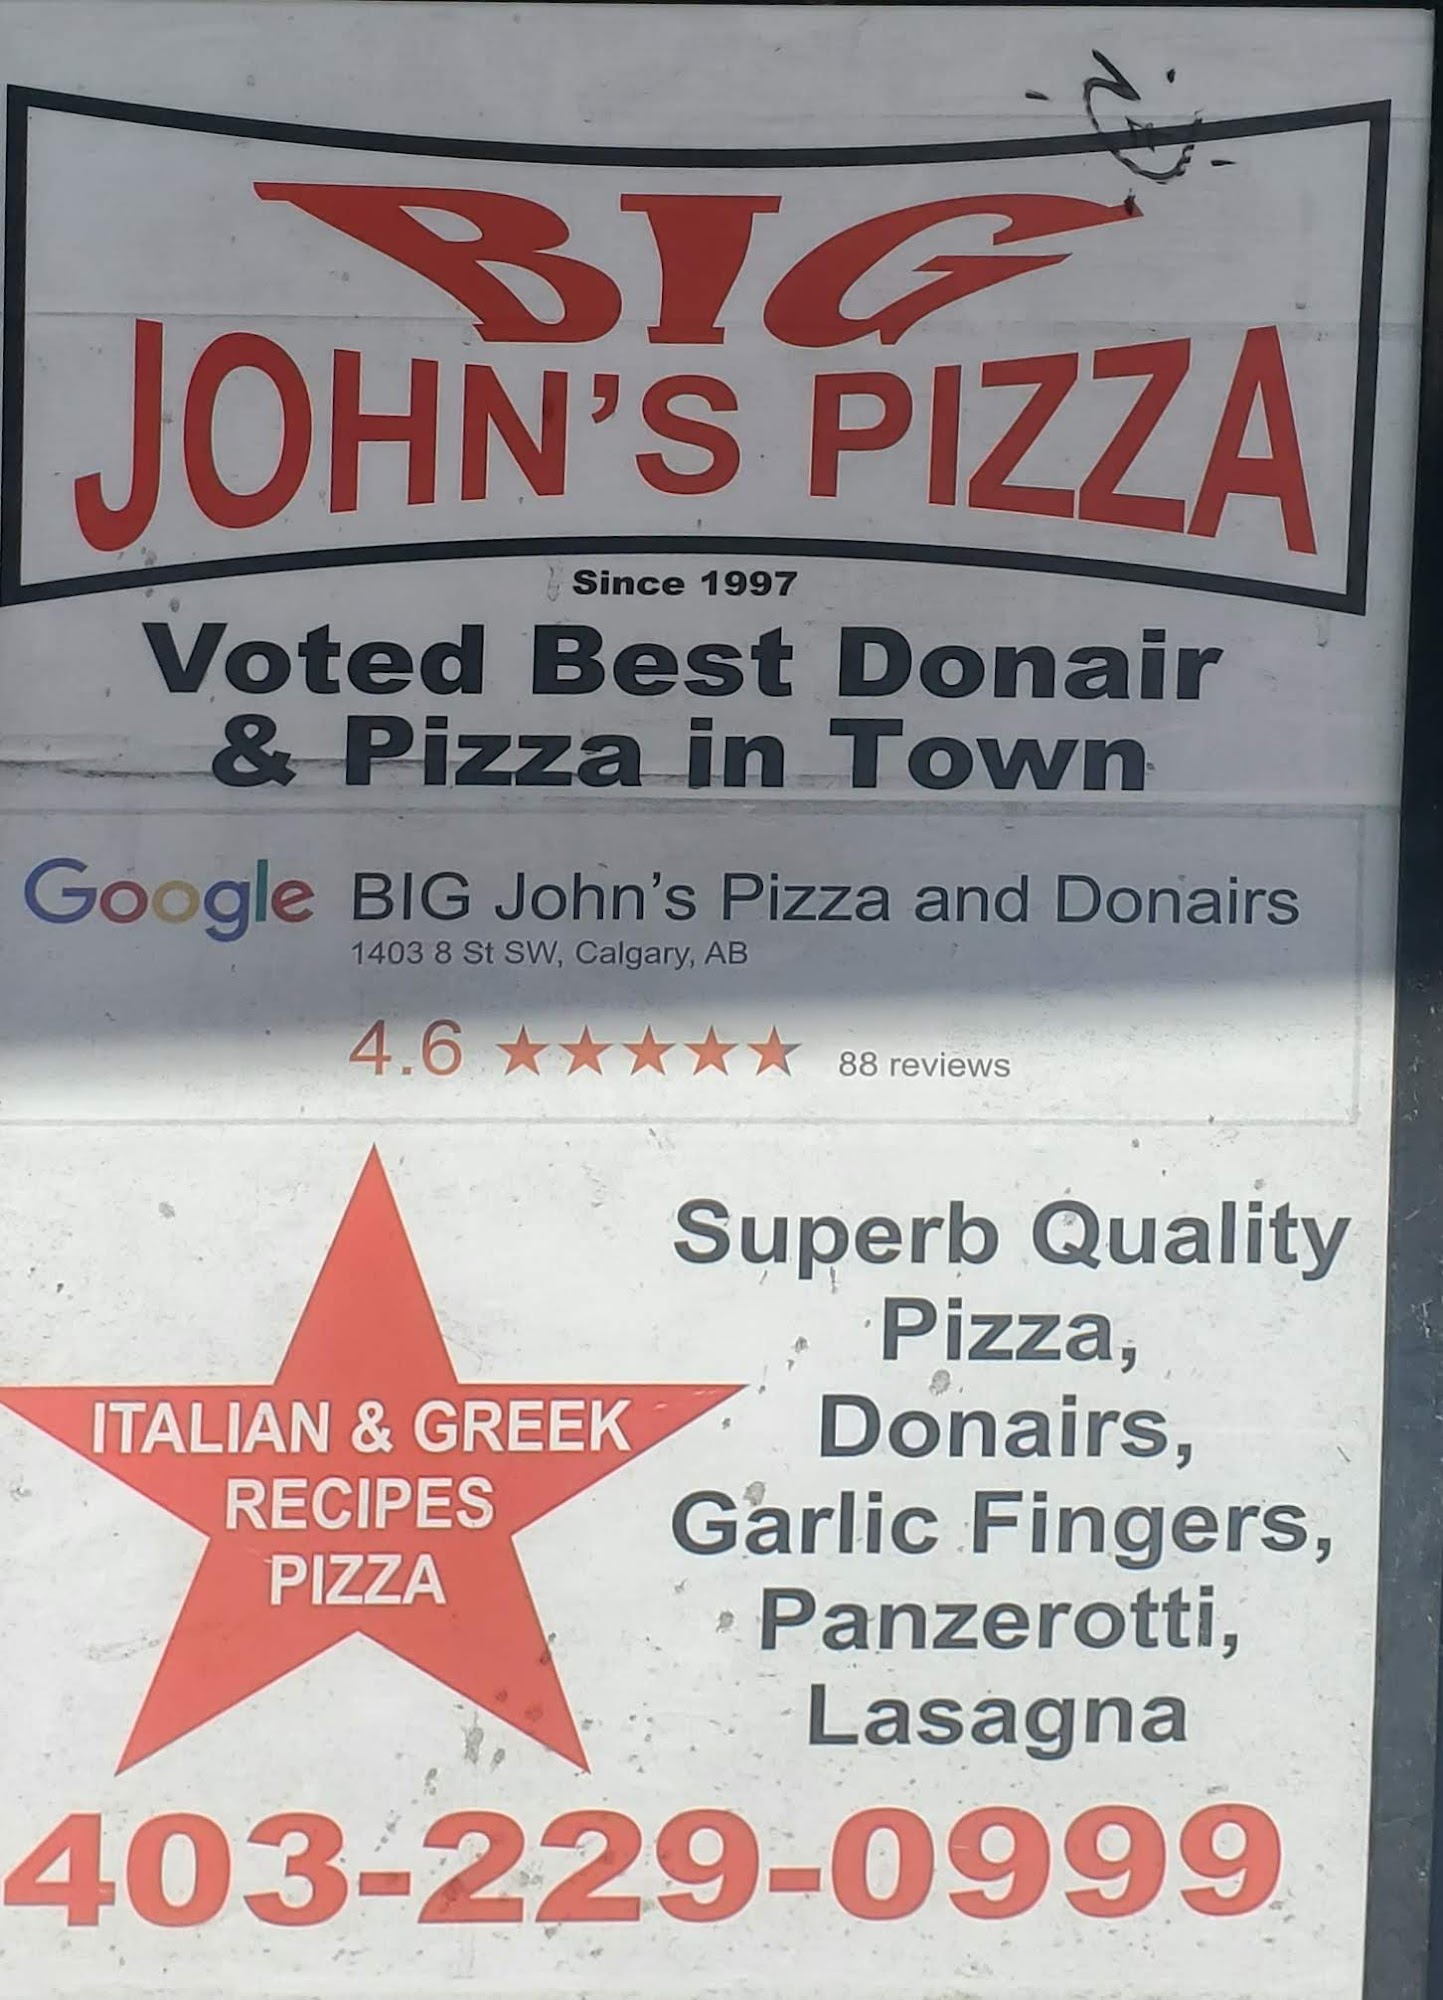 BIG
JOHN'S PIZZA
Since 1997
Voted Best Donair
& Pizza in Town
Google BIG John's Pizza and Donairs
1403 8 St SW, Calgary, AB
4.6 ★★★★★ 88 reviews
ITALIAN & GREEK
RECIPES
PIZZA
Superb Quality
Pizza,
Donairs,
Garlic Fingers,
Panzerotti,
Lasagna
403-229-0999